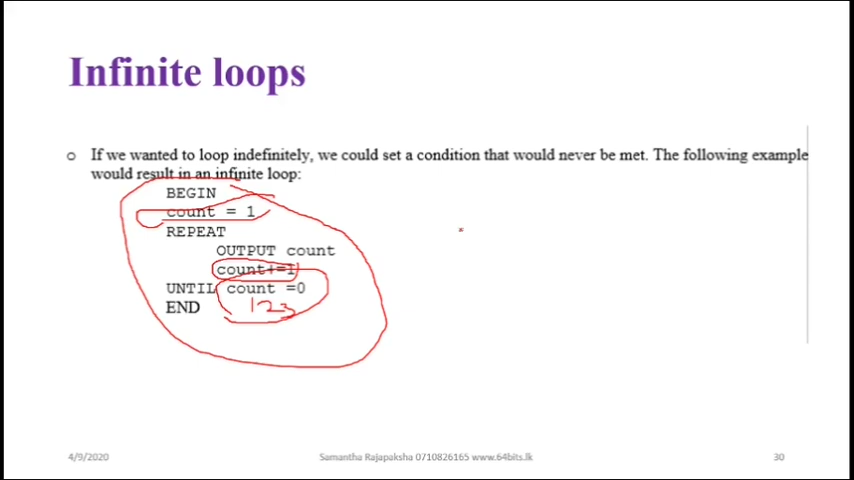 Infinite loops
o If we wanted to loop indefinitely, we could set a condition that would never be met. The following example
would result in an infinite loop:
BEGIN
count = 1
REPEAT
OUTPUT count
count+=1
UNTIL count =0
END 123
4/9/2020 Samantha Rajapaksha 0710826165 www.64bits.lk 30